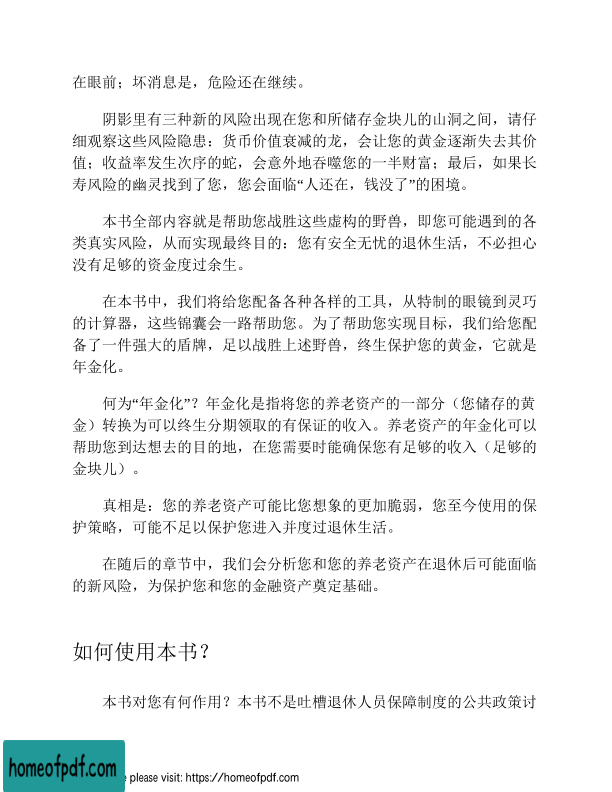 在眼前；坏消息是，危险还在继续。
阴影里有三种新的风险出现在您和所储存金块儿的山洞之间，请仔
细观察这些风险隐患：货币价值衰减的龙，会让您的黄金逐渐失去其价
值；收益率发生次序的蛇，会意外地吞噬您的一半财富；最后，如果长
寿风险的幽灵找到了您，您会面临“人还在，钱没了”的困境。
本书全部内容就是帮助您战胜这些虚构的野兽，即您可能遇到的各
类真实风险，从而实现最终目的：您有安全无忧的退休生活，不必担心
没有足够的资金度过余生。
在本书中，我们将给您配备各种各样的工具，从特制的眼镜到灵巧
的计算器，这些锦囊会一路帮助您。为了帮助您实现目标，我们给您配
备了一件强大的盾牌，足以战胜上述野兽，终生保护您的黄金，它就是
年金化。
何为“年金化”？年金化是指将您的养老资产的一部分（您储存的黄
金）转换为可以终生分期领取的有保证的收入。养老资产的年金化可以
帮助您到达想去的目的地，在您需要时能确保您有足够的收入（足够的
金块儿）。
真相是：您的养老资产可能比您想象的更加脆弱，您至今使用的保
护策略，可能不足以保护您进入并度过退休生活。
在随后的章节中，我们会分析您和您的养老资产在退休后可能面临
的新风险，为保护您和您的金融资产奠定基础。
如何使用本书？
本书对您有何作用？本书不是吐槽退休人员保障制度的公共政策讨
homeofpdf.com
e please visit: https://homeofpdf.com